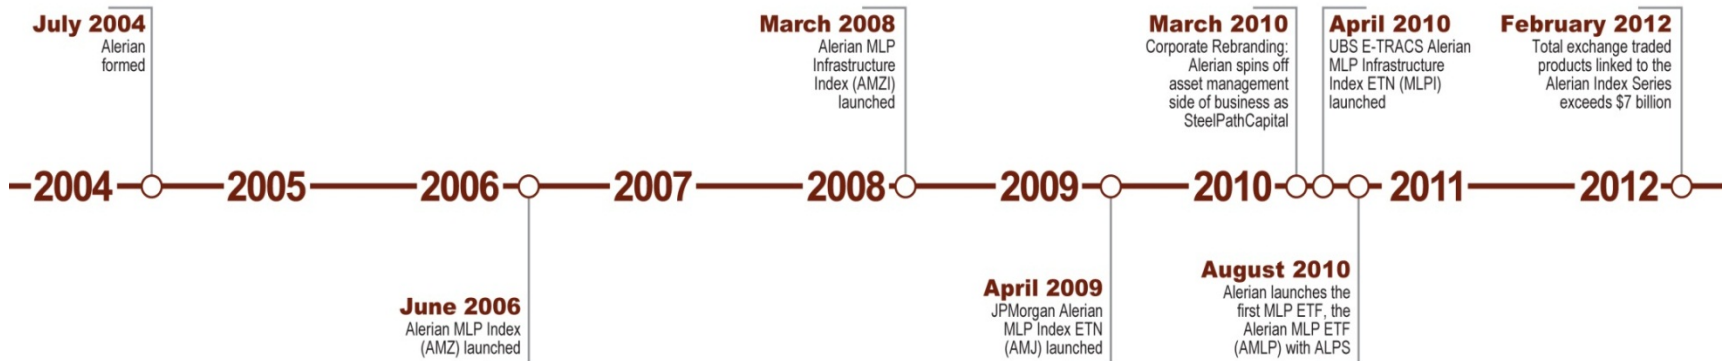 July 2004
Alerian
formed
March 2008
Alerian MLP
Infrastructure
Index (AMZI)
launched
March 2010
Corporate Rebranding:
Alerian spins off
asset management
side of business as
SteelPathCapital
April 2010
UBS E-TRACS Alerian
MLP Infrastructure
Index ETN (MLPI)
launched
February 2012
Total exchange traded
products linked to the
Alerian Index Series
exceeds $7 billion
2004 2005 2006 2007 2008 2009 2010 2011 2012
June 2006
Alerian MLP Index
(AMZ) launched
April 2009
JPMorgan Alerian
MLP Index ETN
(AMJ) launched
August 2010
Alerian launches the
first MLP ETF, the
Alerian MLP ETF
(AMLP) with ALPS